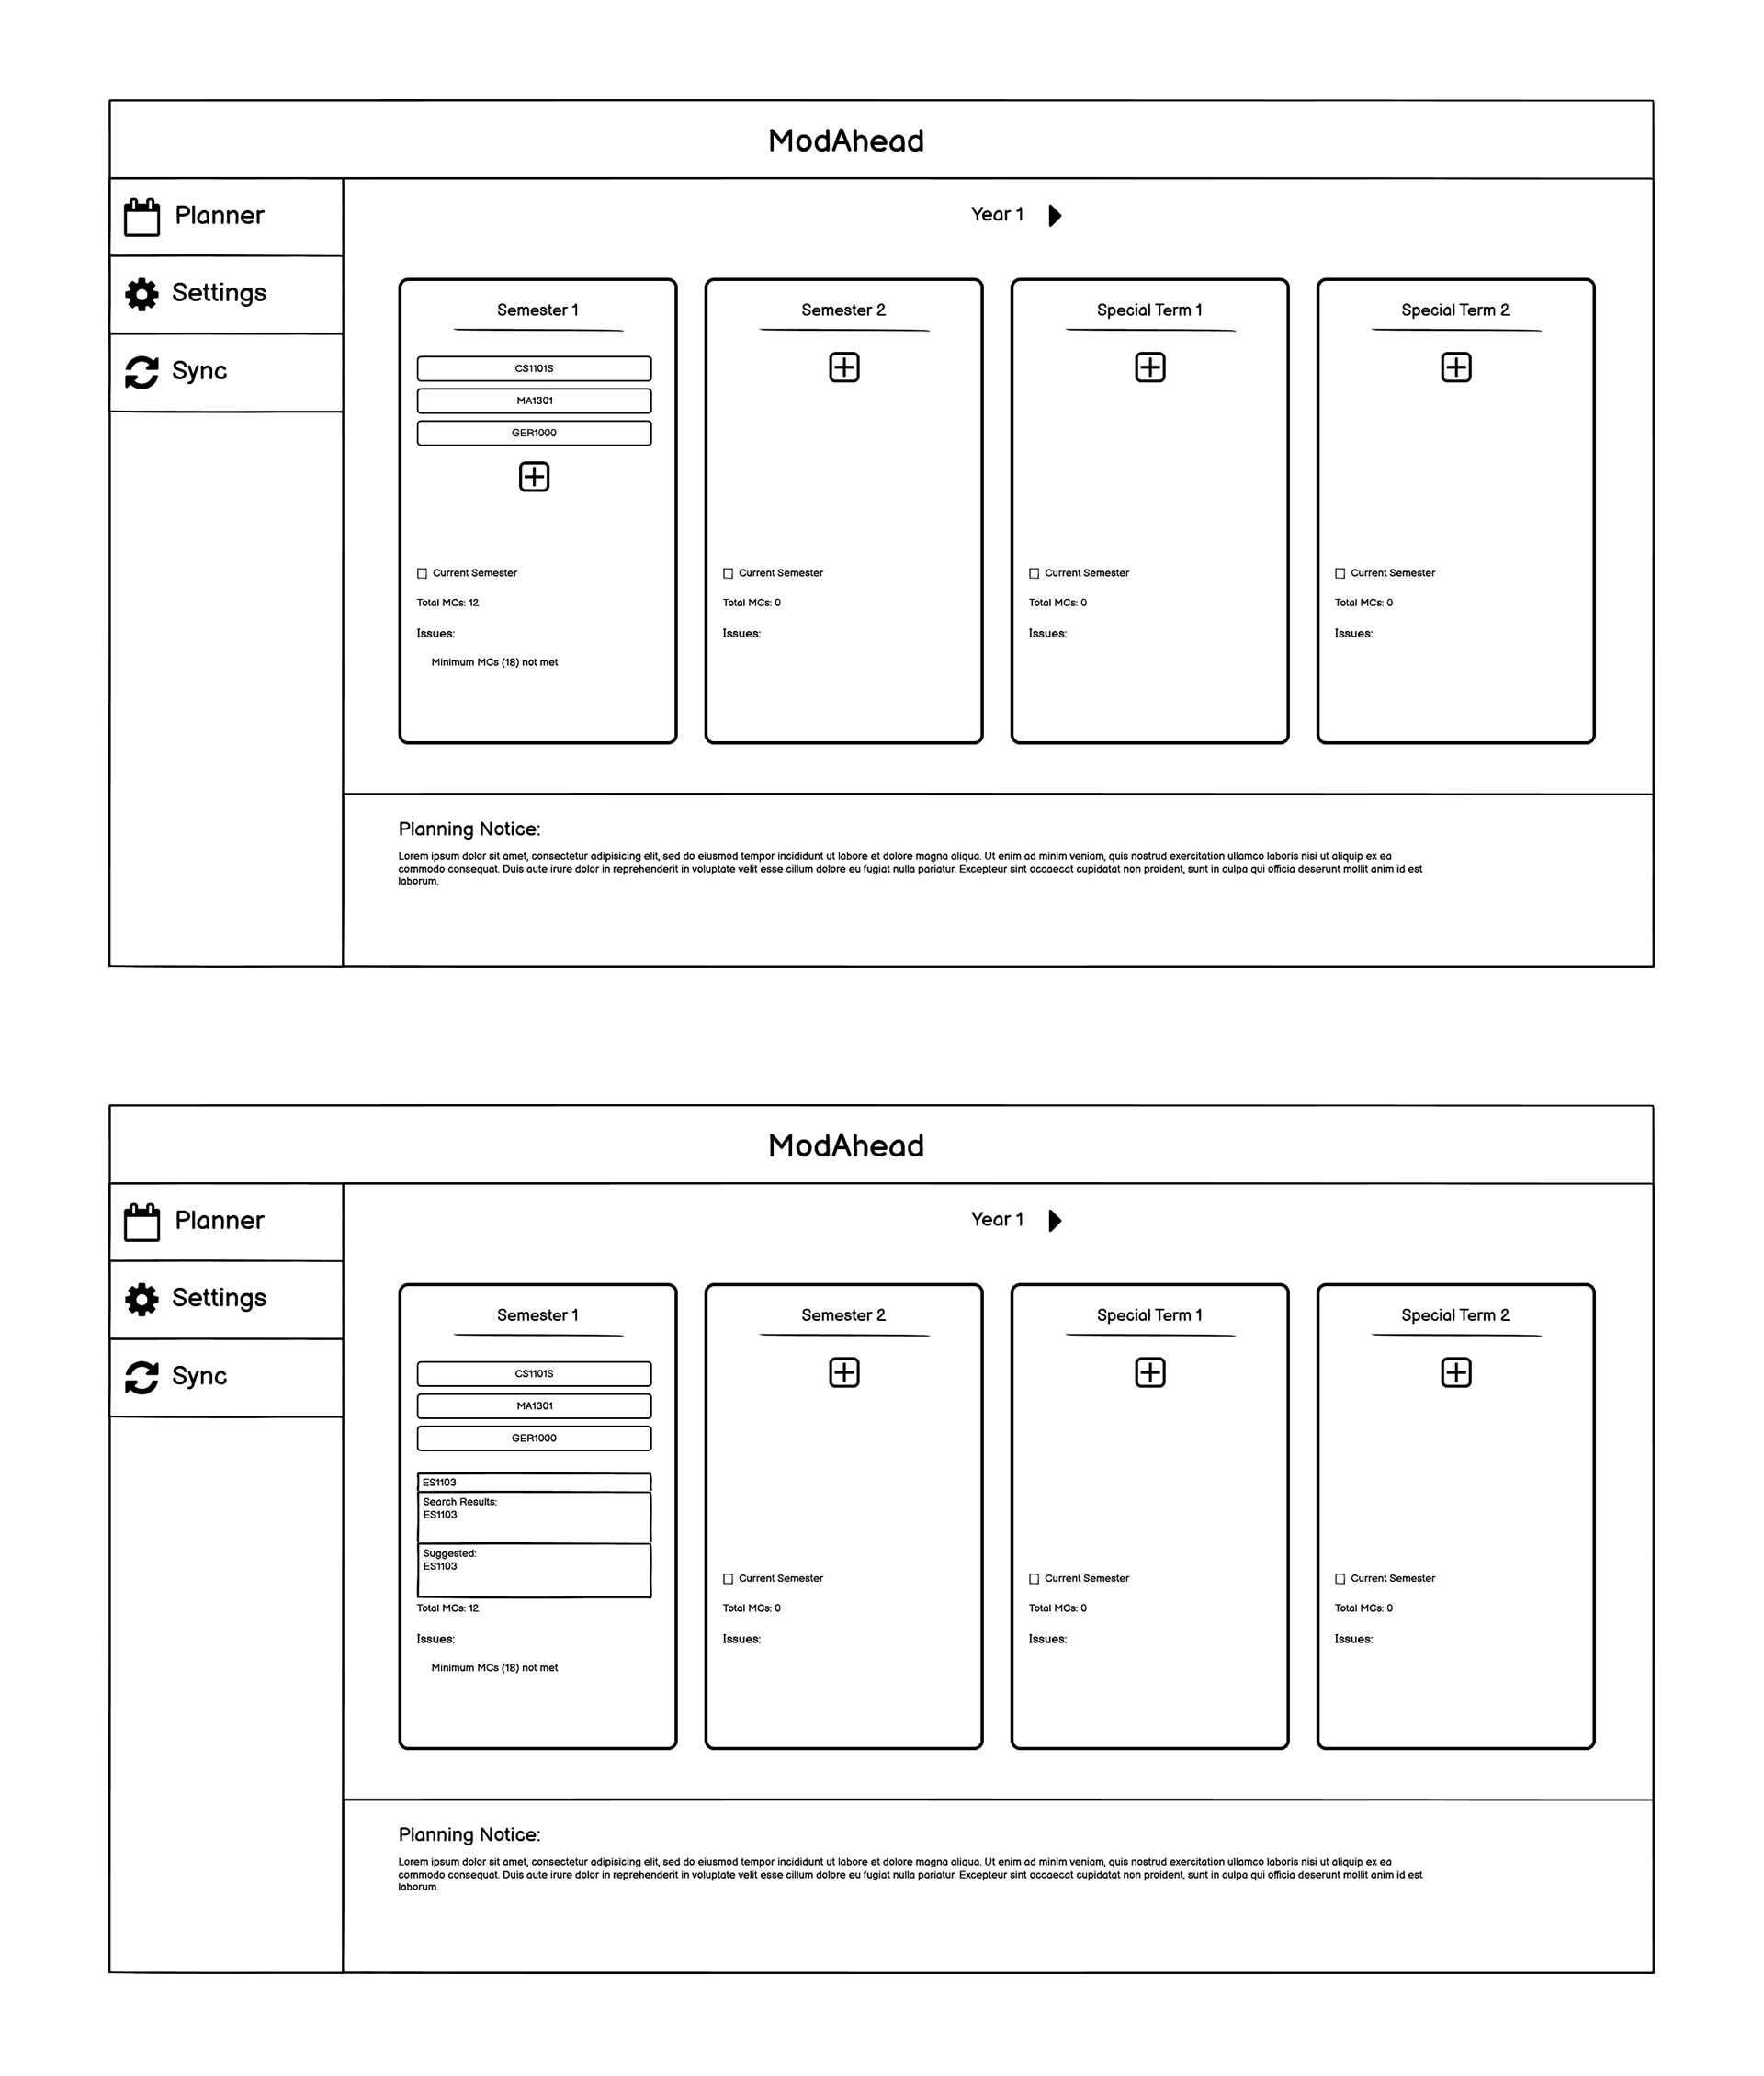 ModAhead
Planner
Settings
Sync
Year 1
Semester 1
CS1101S
MA1301
GER1000
Current Semester
Total MCs: 12
Issues:
Minimum MCs (18) not met
Semester 2
Current Semester
Total MCs: 0
Issues:
Special Term 1
Current Semester
Total MCs: 0
Issues:
Special Term 2
Current Semester
Total MCs: 0
Issues:
Planning Notice:
Lorem ipsum dolor sit amet, consectetur adipisicing elit, sed do eiusmod tempor incididunt ut labore et dolore magna aliqua. Ut enim ad minim veniam, quis nostrud exercitation ullamco laboris nisi ut aliquip ex ea
commodo consequat. Duis aute irure dolor in reprehenderit in voluptate velit esse cillum dolore eu fugiat nulla pariatur. Excepteur sint occaecat cupidatat non proident, sunt in culpa qui officia deserunt mollit anim id est
laborum.
ModAhead
Planner
Settings
Sync
Year 1
Semester 1
CS1101S
MA1301
GER1000
ES1103
Search Results:
ES1103
Suggested:
ES1103
Total MCs: 12
Issues:
Minimum MCs (18) not met
Semester 2
Current Semester
Total MCs: 0
Issues:
Special Term 1
Current Semester
Total MCs: 0
Issues:
Special Term 2
Current Semester
Total MCs: 0
Issues:
Planning Notice:
Lorem ipsum dolor sit amet, consectetur adipisicing elit, sed do eiusmod tempor incididunt ut labore et dolore magna aliqua. Ut enim ad minim veniam, quis nostrud exercitation ullamco laboris nisi ut aliquip ex ea
commodo consequat. Duis aute irure dolor in reprehenderit in voluptate velit esse cillum dolore eu fugiat nulla pariatur. Excepteur sint occaecat cupidatat non proident, sunt in culpa qui officia deserunt mollit anim id est
laborum.